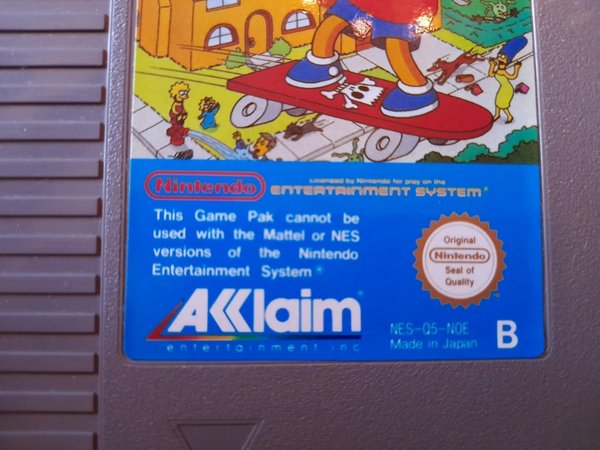 Nintendo
Licensed by Nintendo for play on the
ENTERTAINMENT SYSTEM
This Game Pak cannot be
used with the Mattel or NES
versions of the Nintendo
Entertainment System®
Original
Nintendo
Seal of
Quality
AKKlaim
entertainment inc
NES-Q5-NOE
Made in Japan
B